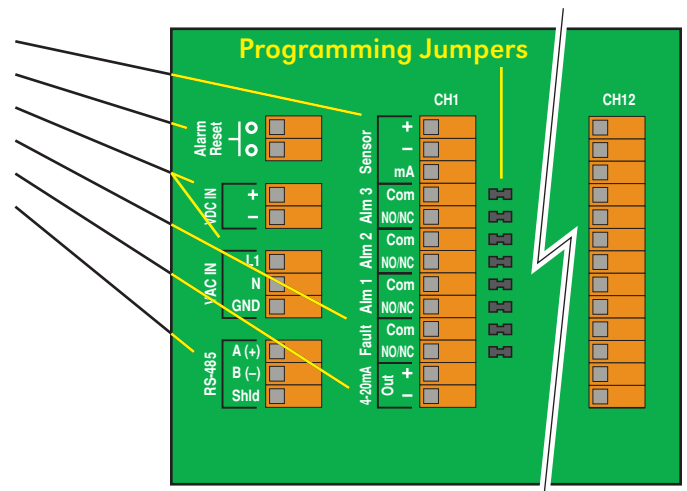 Programming Jumpers
CH1
CH12
Alarm
Reset
VDC IN
+
–
VAC IN
L1
N
GND
RS-485
A (+)
B (–)
Shld
Sensor
+
–
mA
Alm 3
Com
NO/NC
Alm 2
Com
NO/NC
Alm 1
Com
NO/NC
Fault
Com
NO/NC
4-20mA
Out
+
–